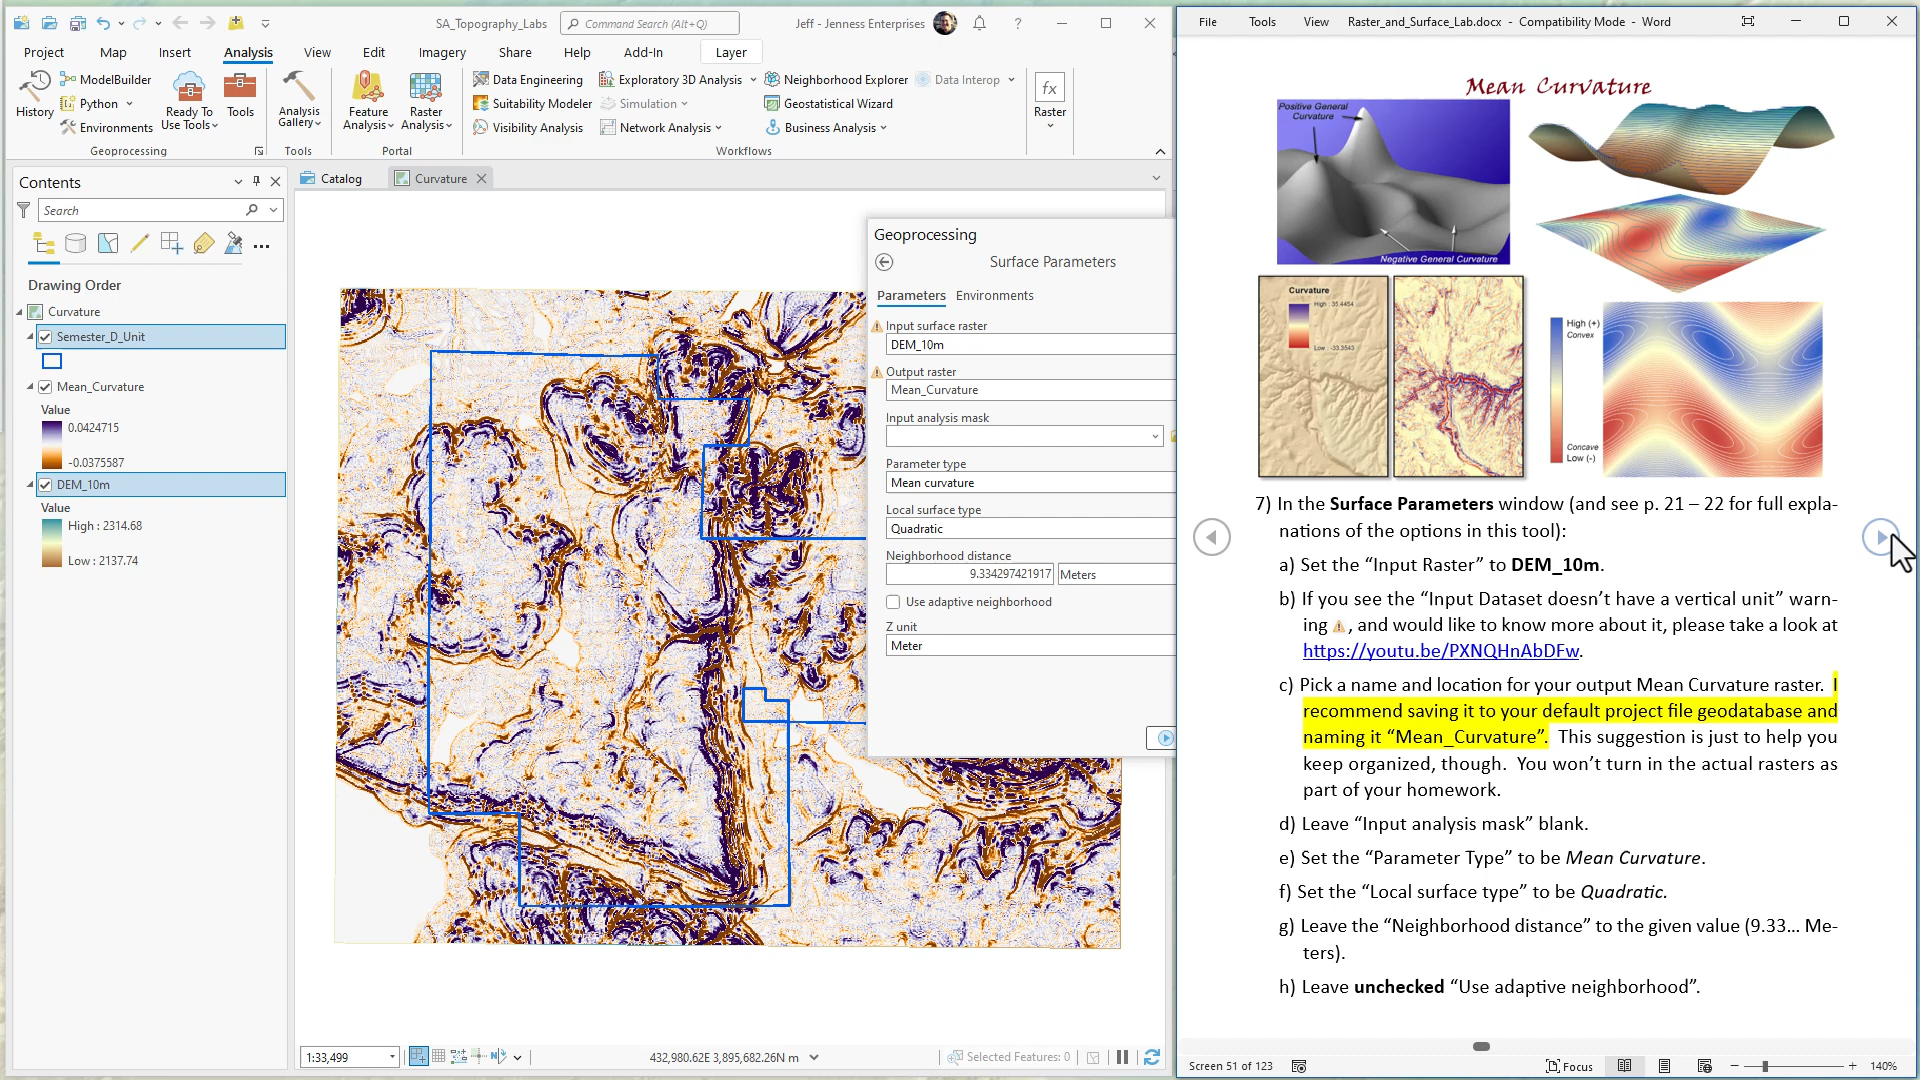 SA_Topography_Labs
Command Search (Alt+Q)
Jeff - Jenness Enterprises
?
Project Map Insert Analysis View Edit Imagery Share Help Add-In Layer
History
ModelBuilder
Python
Environments
Ready To Use Tools
Tools
Geoprocessing
Analysis Gallery
Tools
Feature Analysis
Raster Analysis
Portal
Data Engineering
Suitability Modeler
Visibility Analysis
Exploratory 3D Analysis
Simulation
Network Analysis
Neighborhood Explorer
Geostatistical Wizard
Business Analysis
Data Interop
Workflows
fx
Raster
Contents
Search
Drawing Order
Curvature
Semester_D_Unit
Mean_Curvature
Value
0.0424715
-0.0375587
DEM_10m
Value
High : 2314.68
Low : 2137.74
Catalog
Curvature
Geoprocessing
Surface Parameters
Parameters Environments
Input surface raster
DEM_10m
Output raster
Mean_Curvature
Input analysis mask
Parameter type
Mean curvature
Local surface type
Quadratic
Neighborhood distance
9.334297421917 Meters
Use adaptive neighborhood
Z unit
Meter
1:33,499
432,980.62E 3,895,682.26N m
Selected Features: 0
File Tools View Raster_and_Surface_Lab.docx - Compatibility Mode - Word
Mean Curvature
Positive General
Curvature
Negative General Curvature
Curvature
High : 35.4454
Low : -33.3543
High (+)
Convex
Concave
Low (-)
7) In the Surface Parameters window (and see p. 21 – 22 for full expla-
nations of the options in this tool):
a) Set the “Input Raster” to DEM_10m.
b) If you see the “Input Dataset doesn’t have a vertical unit” warn-
ing , and would like to know more about it, please take a look at
https://youtu.be/PXNQHnAbDFw.
c) Pick a name and location for your output Mean Curvature raster. I
recommend saving it to your default project file geodatabase and
naming it “Mean_Curvature”. This suggestion is just to help you
keep organized, though. You won’t turn in the actual rasters as
part of your homework.
d) Leave “Input analysis mask” blank.
e) Set the “Parameter Type” to be Mean Curvature.
f) Set the “Local surface type” to be Quadratic.
g) Leave the “Neighborhood distance” to the given value (9.33... Me-
ters).
h) Leave unchecked “Use adaptive neighborhood”.
Screen 51 of 123
Focus
140%